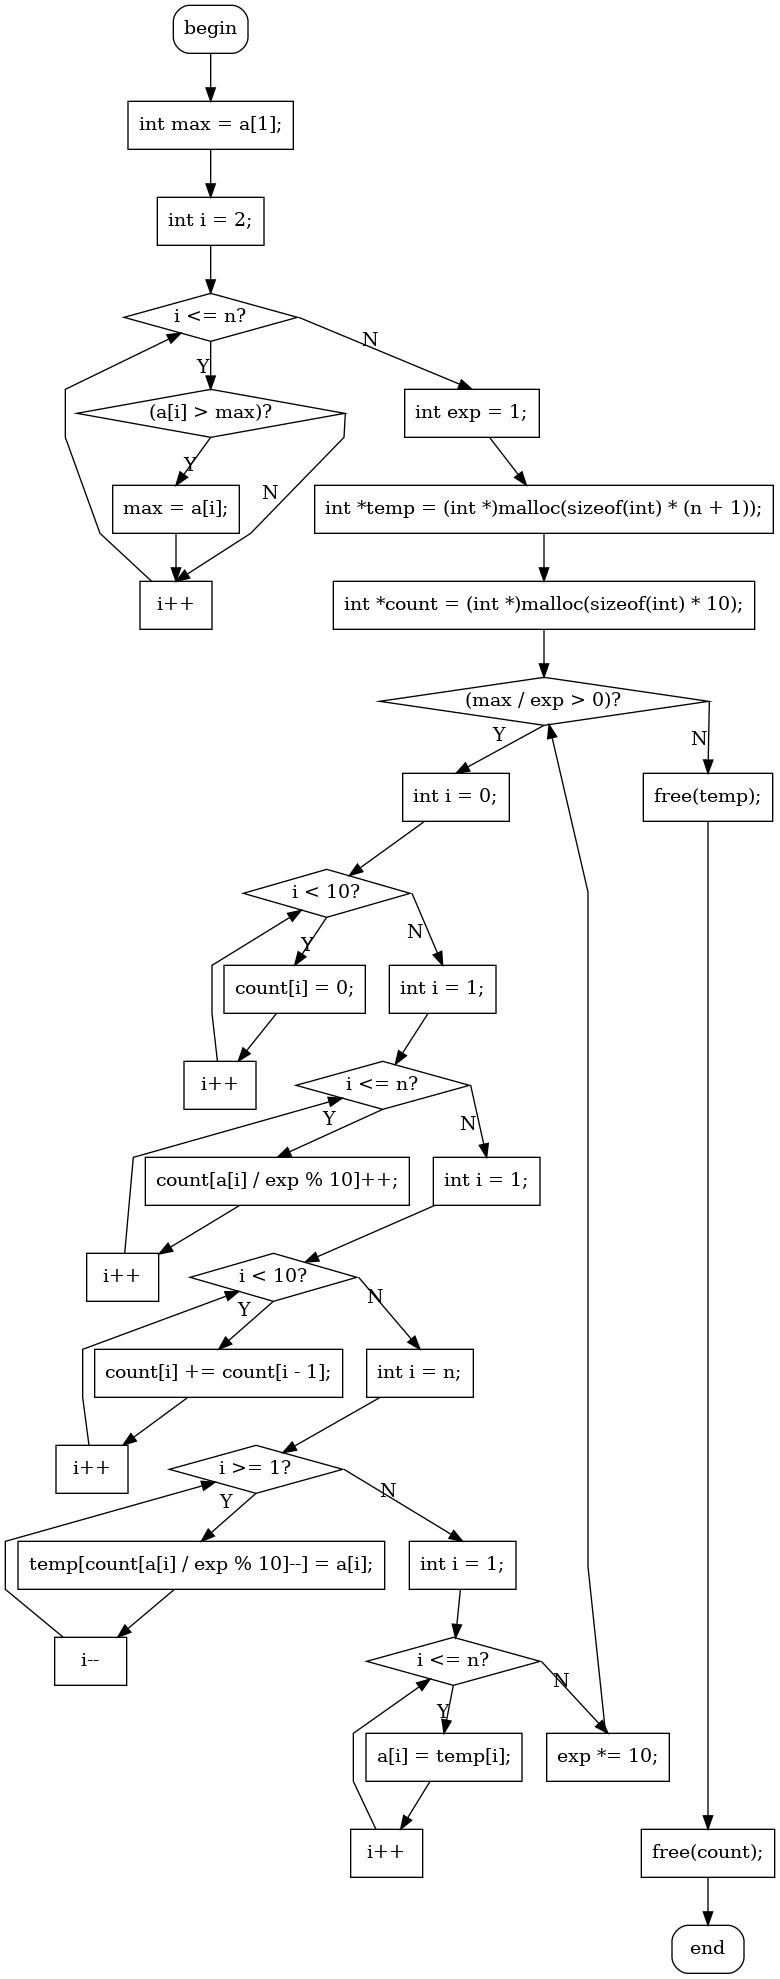 begin
int max = a[1];
int i = 2;
i <= n?
N
Y
(a[i] > max)?
int exp = 1;
Y
N
max = a[i];
int *temp = (int *)malloc(sizeof(int) * (n + 1));
i++
int *count = (int *)malloc(sizeof(int) * 10);
(max / exp > 0)?
Y
N
int i = 0;
free(temp);
i < 10?
N
Y
count[i] = 0;
int i = 1;
i++
i <= n?
Y
N
count[a[i] / exp % 10]++;
int i = 1;
i++
i < 10?
N
Y
count[i] += count[i - 1];
int i = n;
i++
i >= 1?
N
Y
temp[count[a[i] / exp % 10]--] = a[i];
int i = 1;
i--
i <= n?
N
Y
a[i] = temp[i];
exp *= 10;
i++
free(count);
end